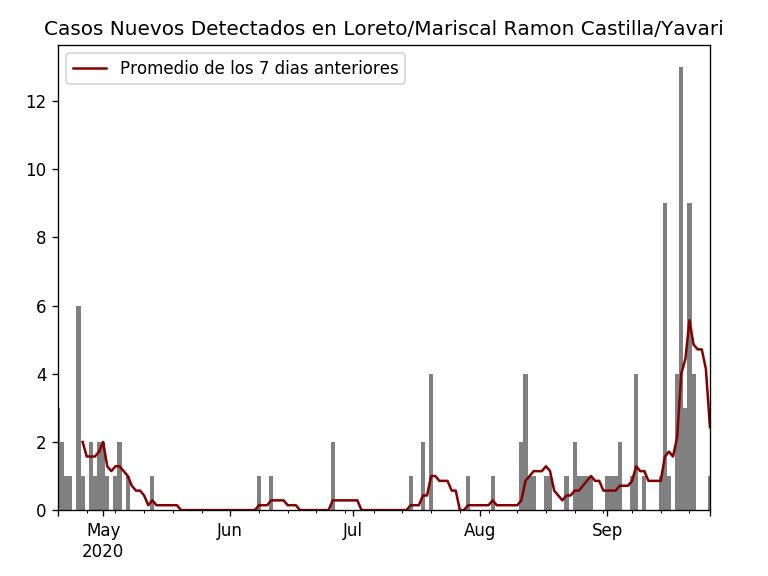 Casos Nuevos Detectados en Loreto/Mariscal Ramon Castilla/Yavari
Promedio de los 7 dias anteriores
12
10
8
6
4
2
0
May Jun Jul Aug Sep
2020